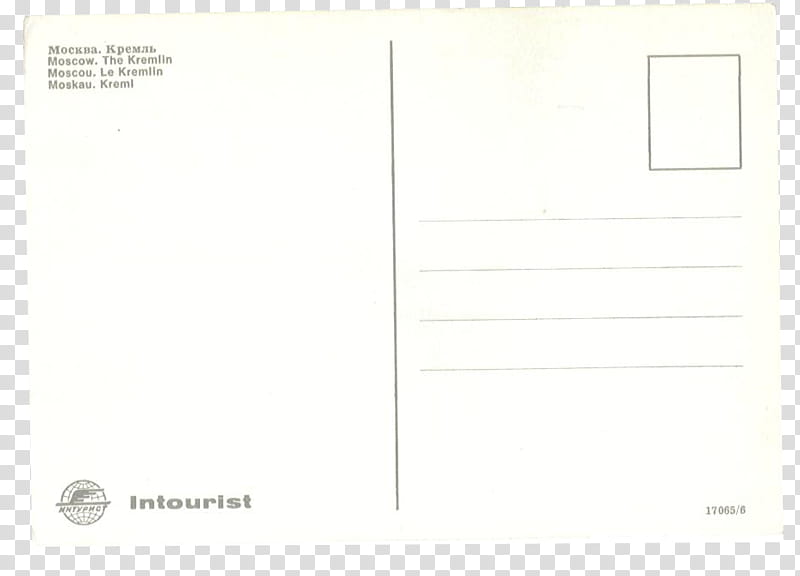 Москва. Кремль
Moscow. The Kremlin
Moscou. Le Kremlin
Moskau. Kreml
ИНТУРИСТ
Intourist
17065/6